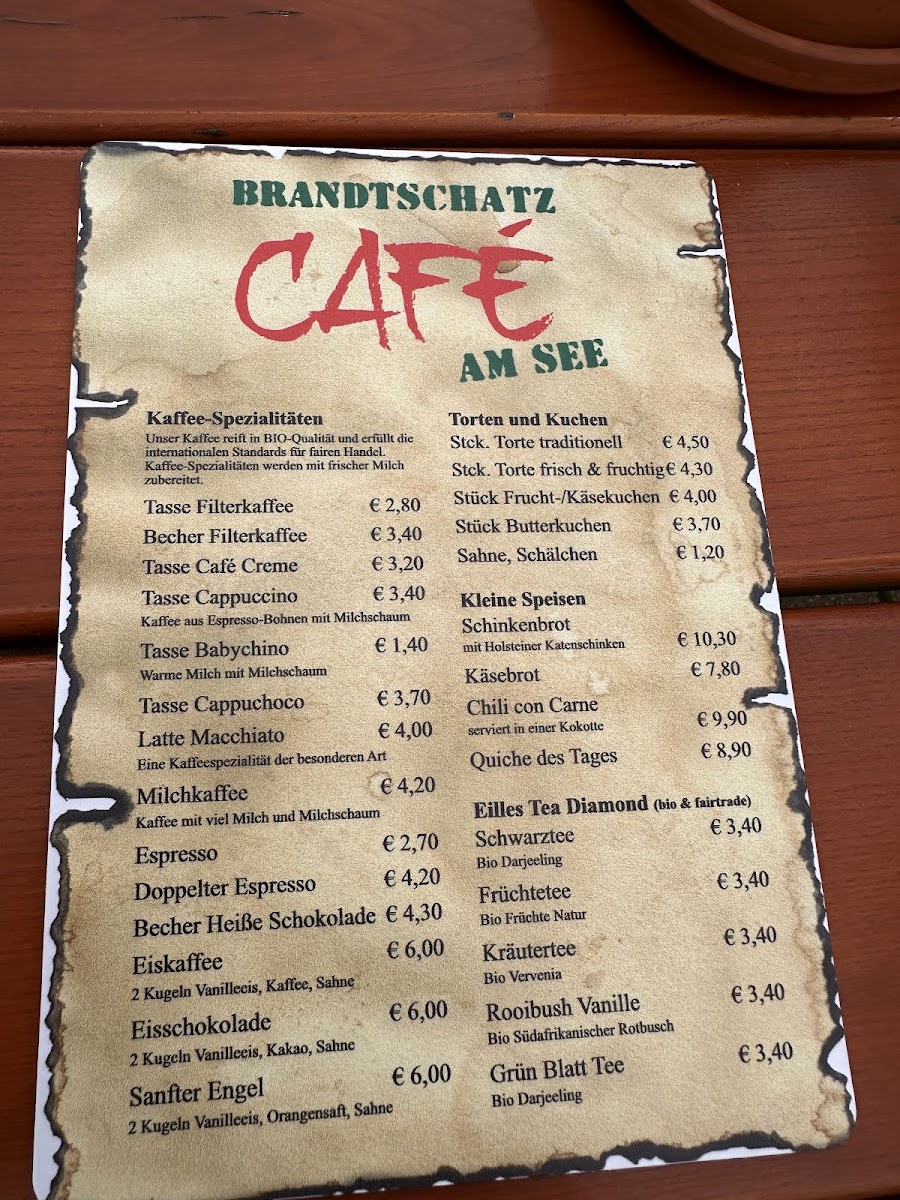 BRANDTSCHATZ
CAFÉ
AM SEE
Kaffee-Spezialitäten
Unser Kaffee reift in BIO-Qualität und erfüllt die
internationalen Standards für fairen Handel.
Kaffee-Spezialitäten werden mit frischer Milch
zubereitet.
Tasse Filterkaffee € 2,80
Becher Filterkaffee € 3,40
Tasse Café Creme € 3,20
Tasse Cappuccino € 3,40
Kaffee aus Espresso-Bohnen mit Milchschaum
Tasse Babychino € 1,40
Warme Milch mit Milchschaum
Tasse Cappuchoco € 3,70
Latte Macchiato € 4,00
Eine Kaffeespezialität der besonderen Art
Milchkaffee € 4,20
Kaffee mit viel Milch und Milchschaum
Espresso € 2,70
Doppelter Espresso € 4,20
Becher Heiße Schokolade € 4,30
Eiskaffee € 6,00
2 Kugeln Vanilleeis, Kaffee, Sahne
Eisschokolade € 6,00
2 Kugeln Vanilleeis, Kakao, Sahne
Sanfter Engel € 6,00
2 Kugeln Vanilleeis, Orangensaft, Sahne
Torten und Kuchen
Stck. Torte traditionell € 4,50
Stck. Torte frisch & fruchtig € 4,30
Stück Frucht-/Käsekuchen € 4,00
Stück Butterkuchen € 3,70
Sahne, Schälchen € 1,20
Kleine Speisen
Schinkenbrot
mit Holsteiner Katenschinken € 10,30
Käsebrot € 7,80
Chili con Carne
serviert in einer Kokotte € 9,90
Quiche des Tages € 8,90
Eilles Tea Diamond (bio & fairtrade)
Schwarztee € 3,40
Bio Darjeeling
Früchtetee € 3,40
Bio Früchte Natur
Kräutertee € 3,40
Bio Vervenia
Rooibush Vanille € 3,40
Bio Südafrikanischer Rotbusch
Grün Blatt Tee € 3,40
Bio Darjeeling